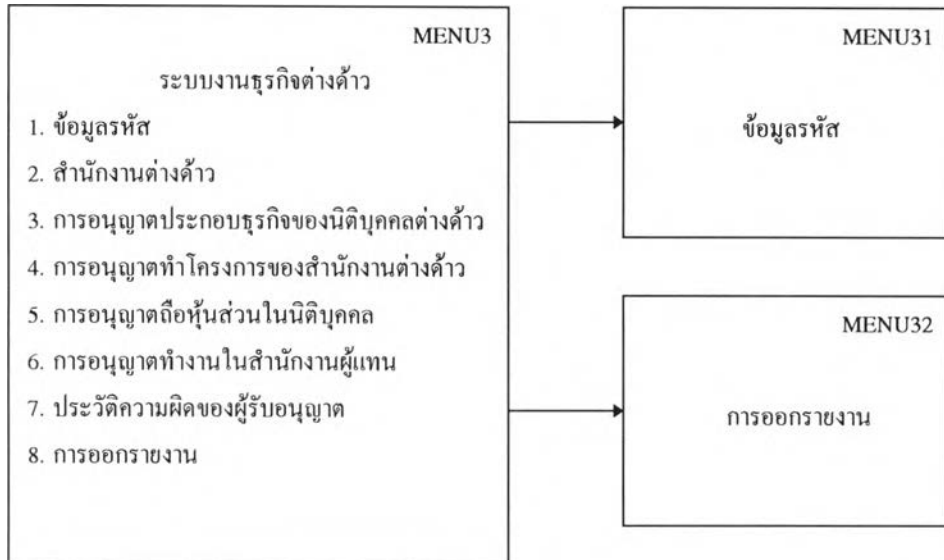 MENU3
ระบบงานธุรกิจต่างด้าว
1. ข้อมูลรหัส
2. สำนักงานต่างด้าว
3. การอนุญาตประกอบธุรกิจของนิติบุคคลต่างด้าว
4. การอนุญาตทำโครงการของสำนักงานต่างด้าว
5. การอนุญาตถือหุ้นส่วนในนิติบุคคล
6. การอนุญาตทำงานในสำนักงานผู้แทน
7. ประวัติความผิดของผู้รับอนุญาต
8. การออกรายงาน
MENU31
ข้อมูลรหัส
MENU32
การออกรายงาน